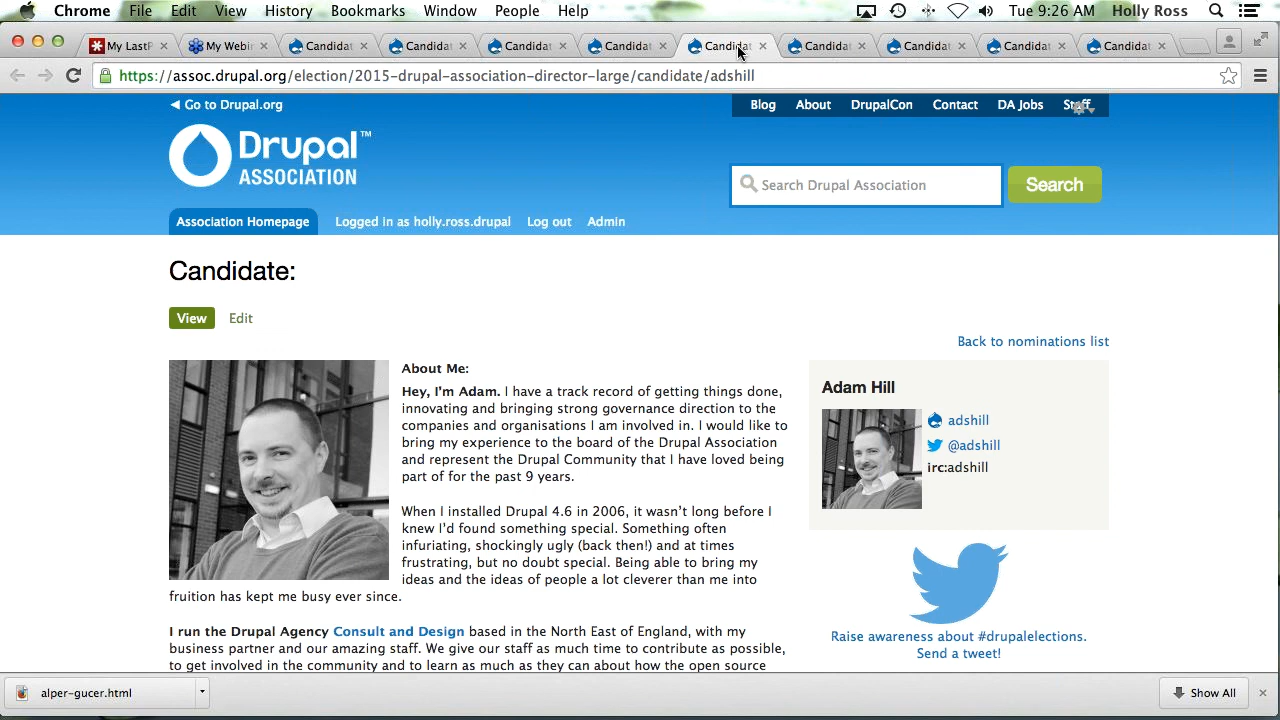 Chrome File Edit View History Bookmarks Window People Help Tue 9:26 AM Holly Ross
My LastP My Webin Candidat Candidat Candidat Candidat Candidat Candidat Candidat Candidat Candidat
https://assoc.drupal.org/election/2015-drupal-association-director-large/candidate/adshill
Go to Drupal.org
Blog About DrupalCon Contact DA Jobs Staff
Drupal™
ASSOCIATION
Search Drupal Association Search
Association Homepage Logged in as holly.ross.drupal Log out Admin
Candidate:
View Edit
Back to nominations list
About Me:
Hey, I'm Adam. I have a track record of getting things done,
innovating and bringing strong governance direction to the
companies and organisations I am involved in. I would like to
bring my experience to the board of the Drupal Association
and represent the Drupal Community that I have loved being
part of for the past 9 years.
When I installed Drupal 4.6 in 2006, it wasn't long before I
knew I'd found something special. Something often
infuriating, shockingly ugly (back then!) and at times
frustrating, but no doubt special. Being able to bring my
ideas and the ideas of people a lot cleverer than me into
fruition has kept me busy ever since.
I run the Drupal Agency Consult and Design based in the North East of England, with my
business partner and our amazing staff. We give our staff as much time to contribute as possible,
to get involved in the community and to learn as much as they can about how the open source
Adam Hill
adshill
@adshill
irc:adshill
Raise awareness about #drupalelections.
Send a tweet!
alper-gucer.html Show All